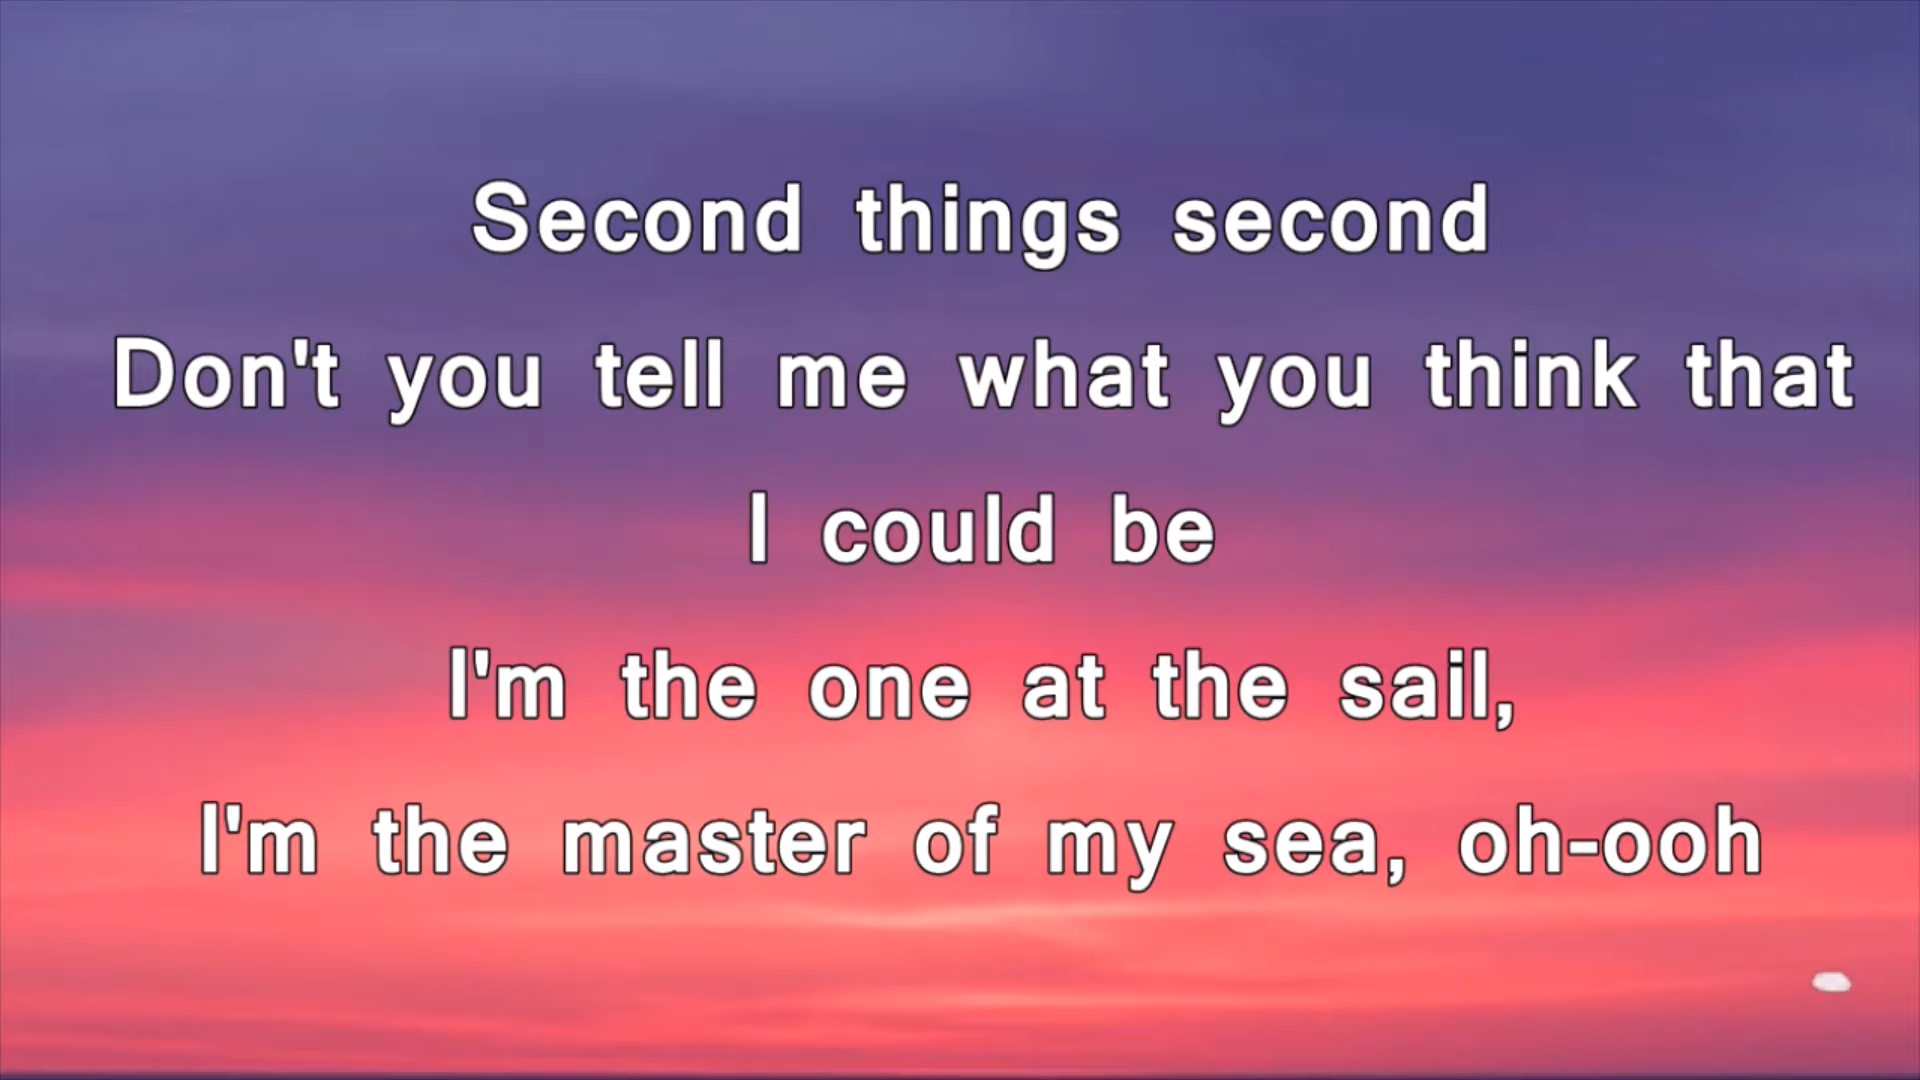 Second things second
Don't you tell me what you think that
I could be
I'm the one at the sail,
I'm the master of my sea, oh-ooh